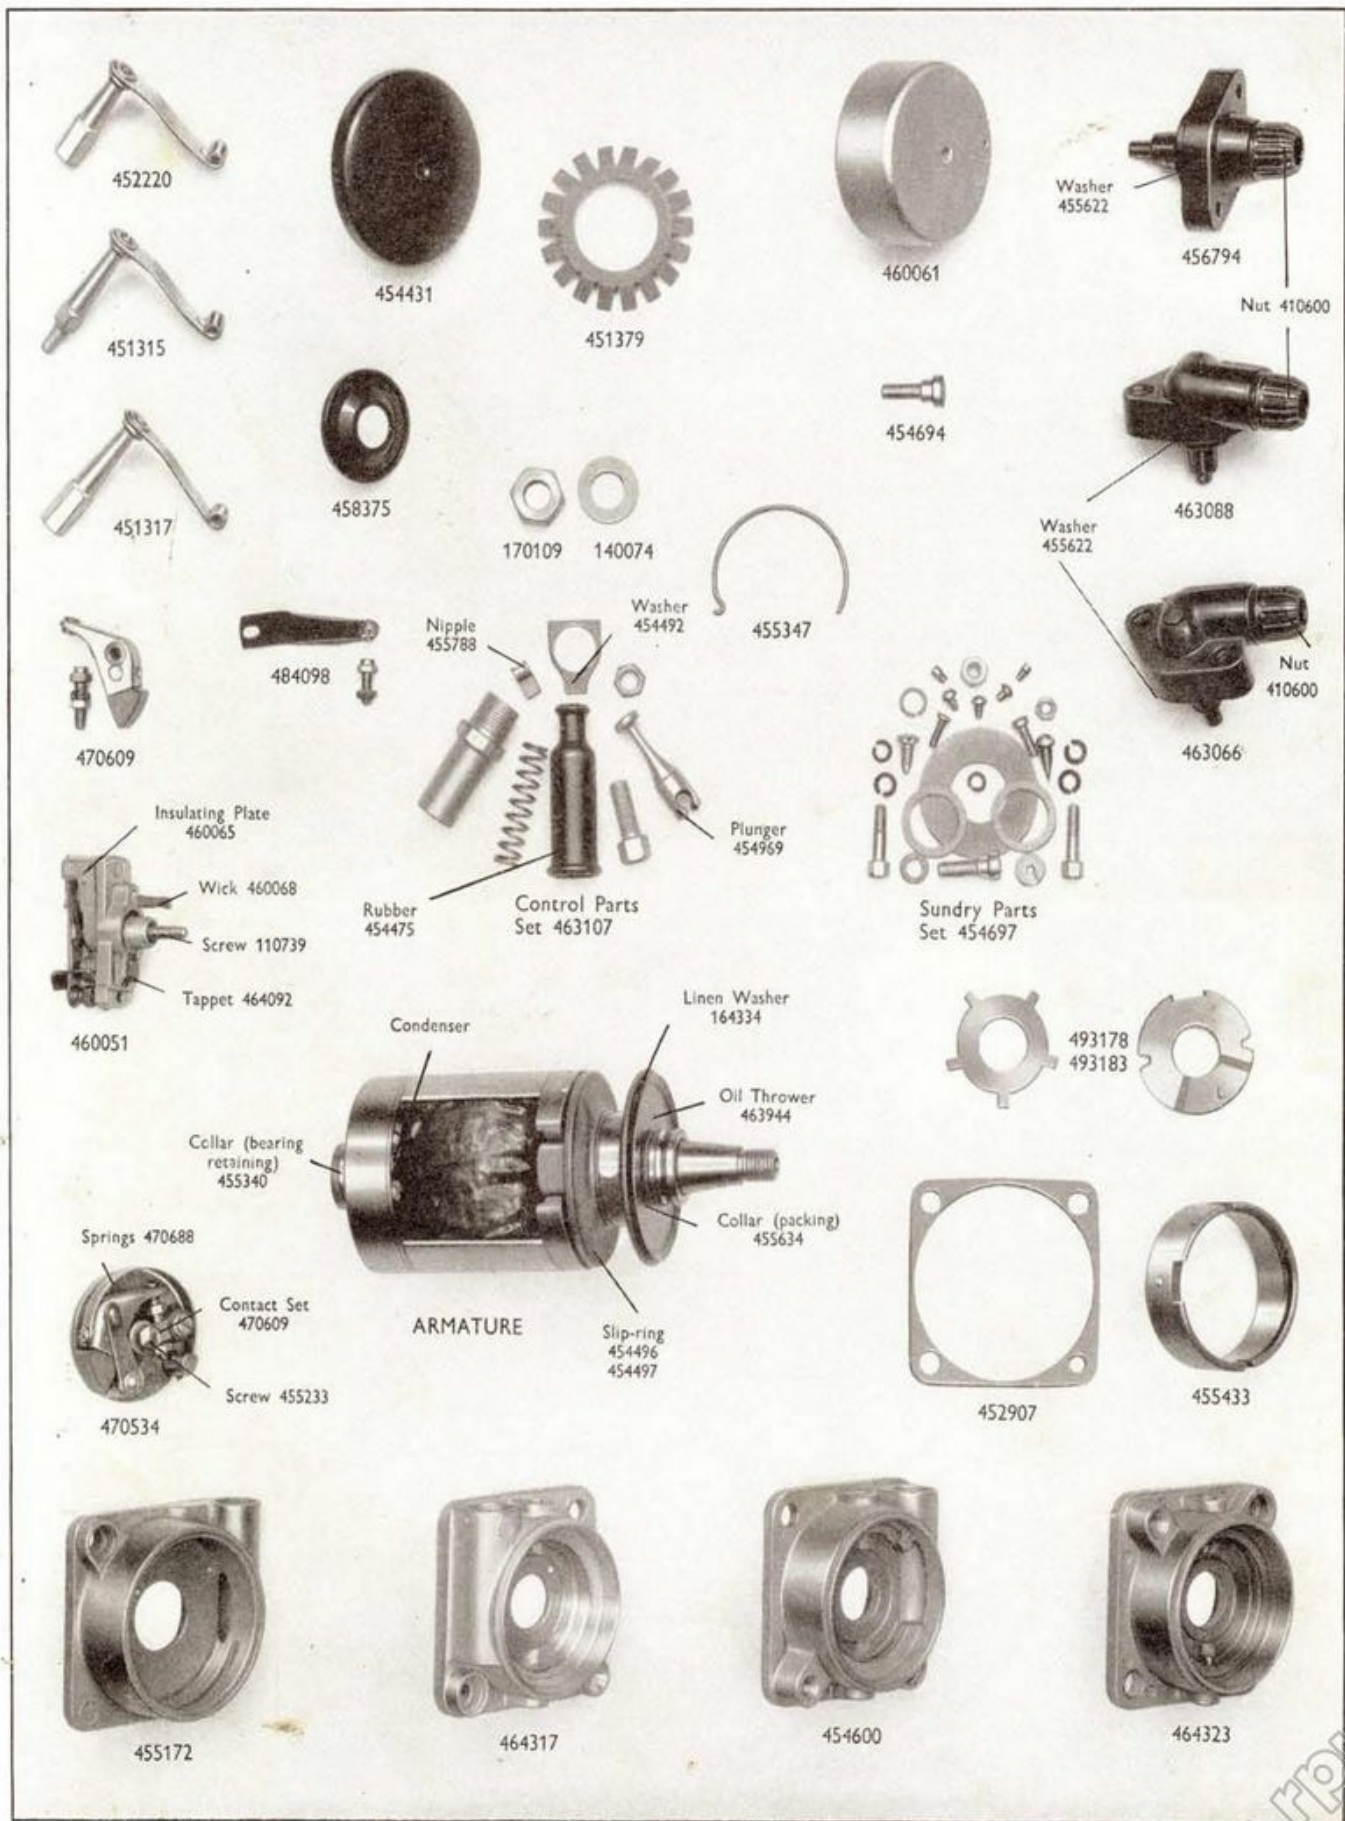 452220
454431
451379
460061
Washer
455622
456794
Nut 410600
451315
458375
454694
463088
451317
170109
140074
455347
Washer
455622
Nut
410600
463066
470609
484098
Nipple
455788
Washer
454492
Plunger
454969
Rubber
454475
Control Parts
Set 463107
Sundry Parts
Set 454697
Insulating Plate
460065
Wick 460068
Screw 110739
Tappet 464092
460051
Condenser
Linen Washer
164334
Oil Thrower
463944
Collar (bearing
retaining)
455340
Collar (packing)
455634
ARMATURE
Slip-ring
454496
454497
493178
493183
Springs 470688
Contact Set
470609
Screw 455233
470534
452907
455433
455172
464317
454600
464323